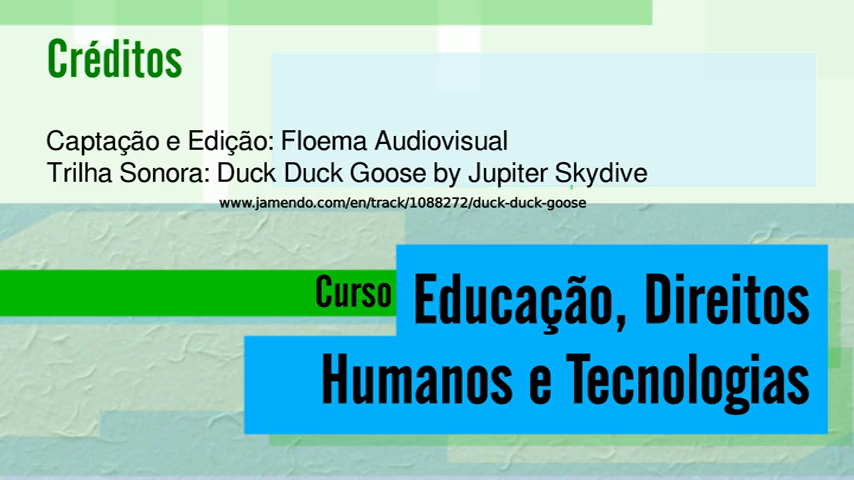 Créditos
Captação e Edição: Floema Audiovisual
Trilha Sonora: Duck Duck Goose by Jupiter Skydive
www.jamendo.com/en/track/1088272/duck-duck-goose
Curso Educação, Direitos
Humanos e Tecnologias